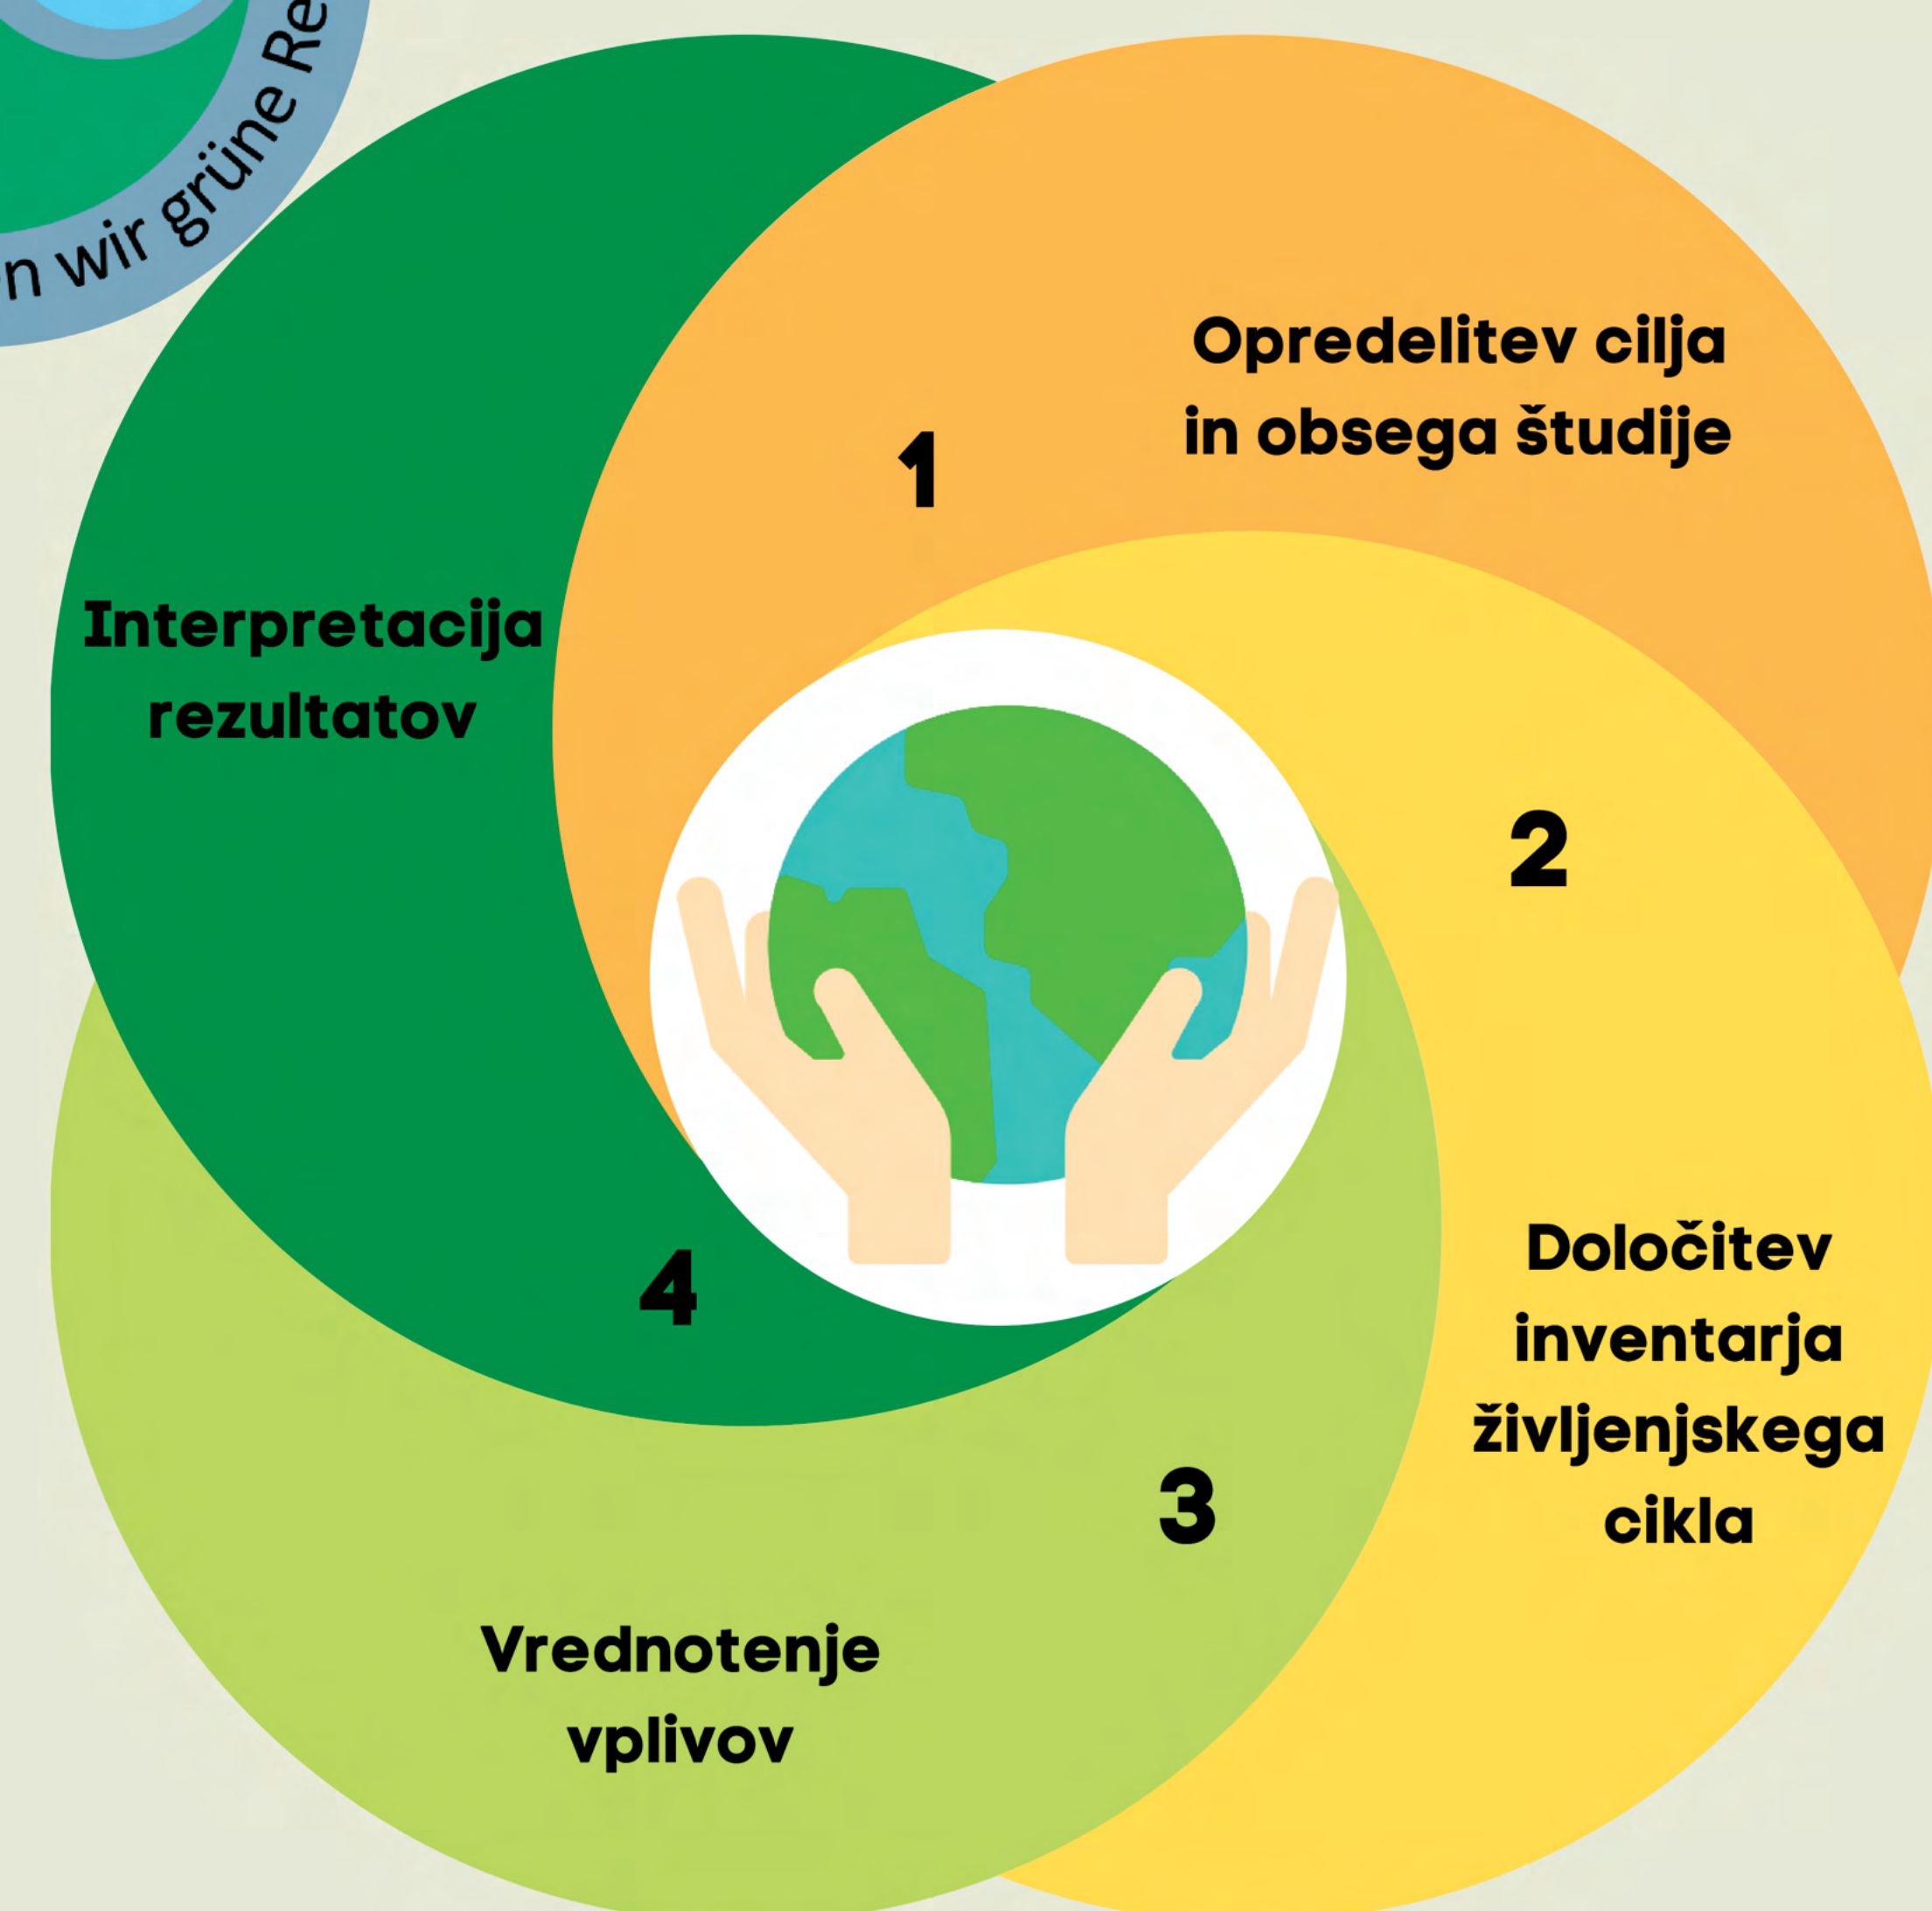 n wir grüne Re
1
Opredelitev cilja
in obsega študije
2
Določitev
inventarja
življenjskega
cikla
3
Vrednotenje
vplivov
4
Interpretacija
rezultatov